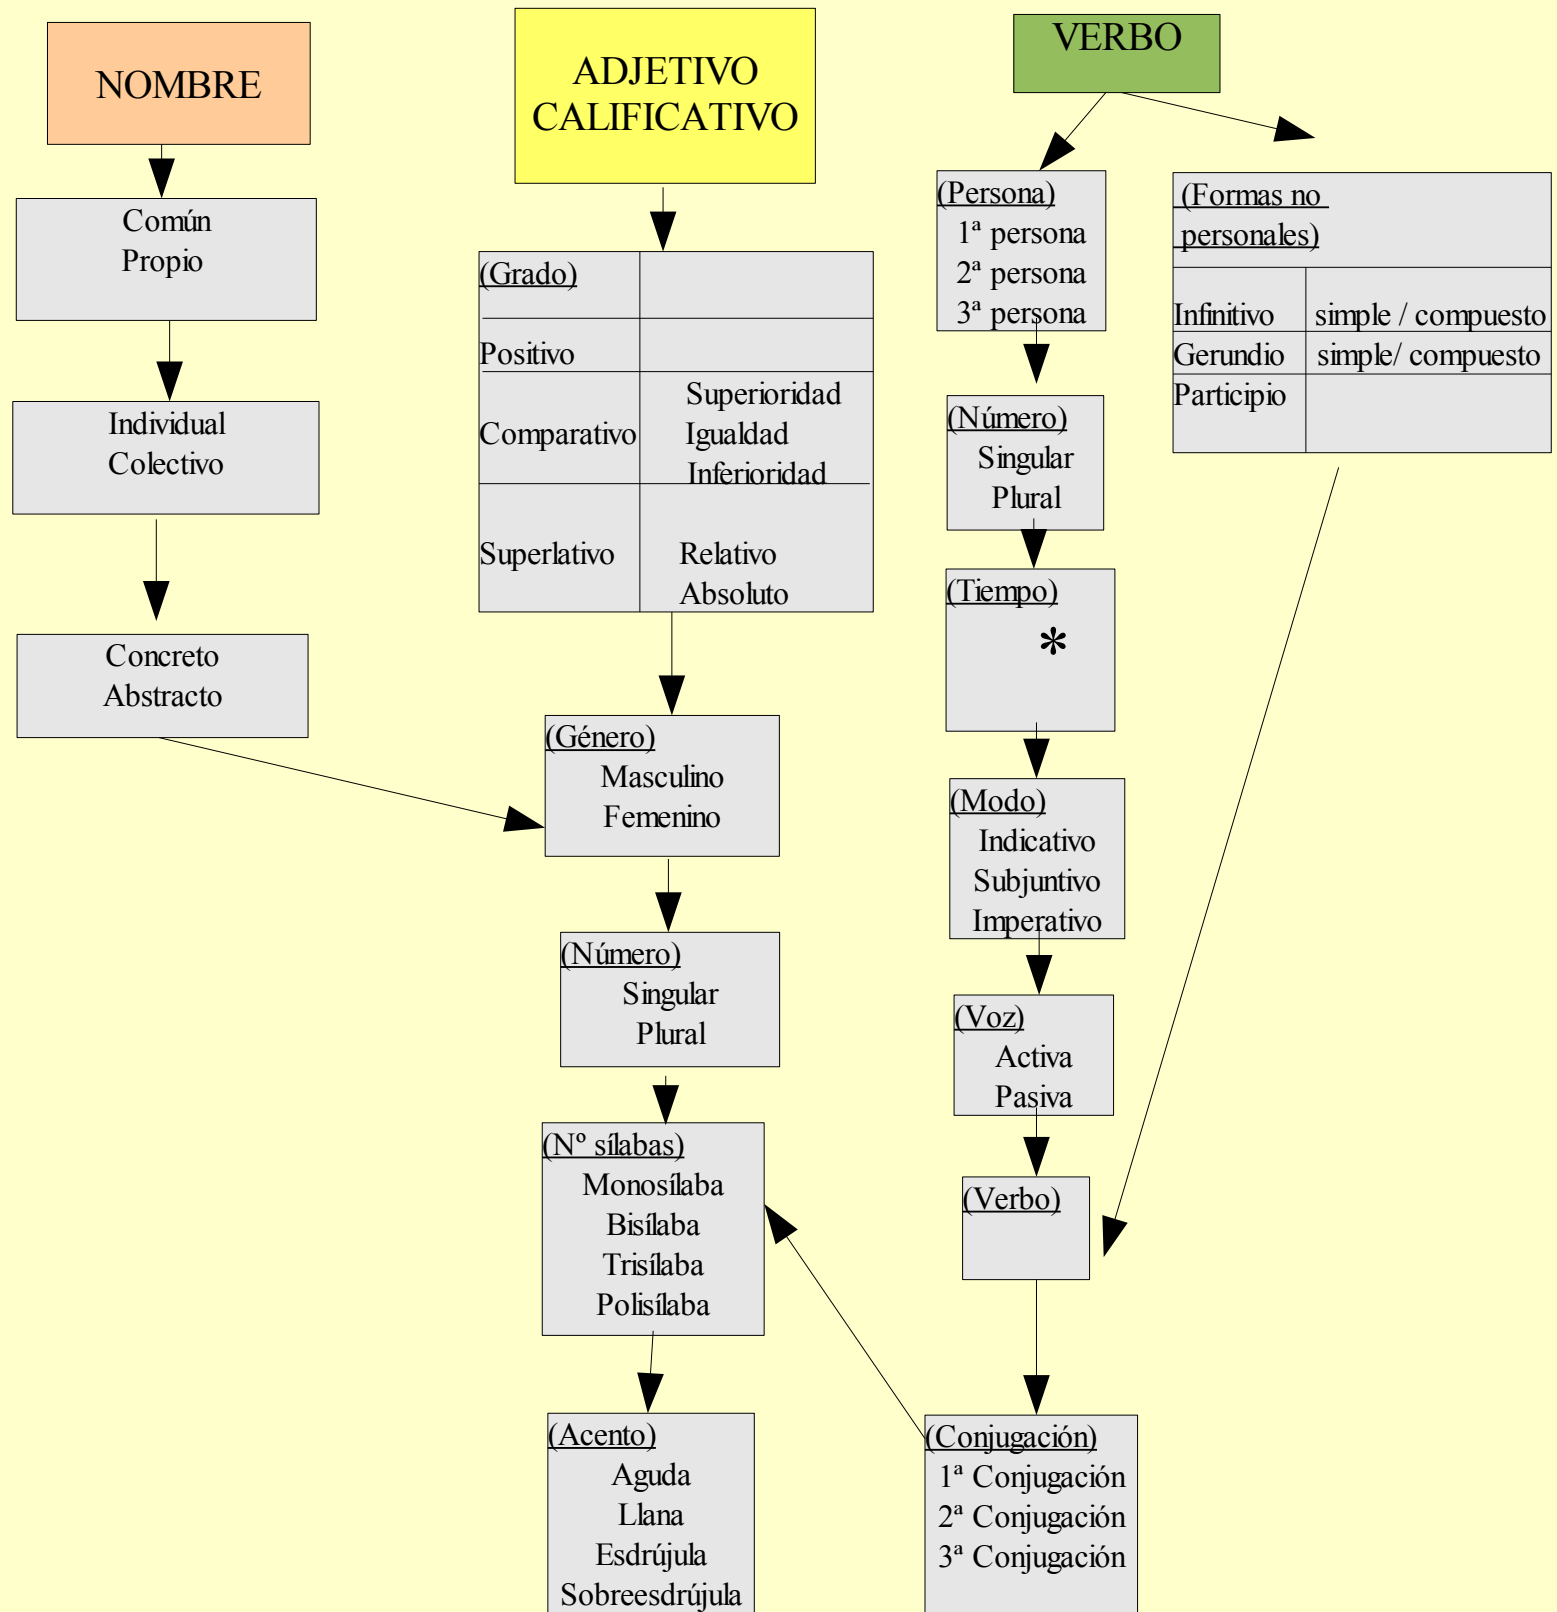 NOMBRE
Común
Propio
Individual
Colectivo
Concreto
Abstracto
ADJETIVO
CALIFICATIVO
(Grado)
Positivo
Comparativo
Superioridad
Igualdad
Inferioridad
Superlativo
Relativo
Absoluto
(Género)
Masculino
Femenino
(Número)
Singular
Plural
(Nº sílabas)
Monosílaba
Bisílaba
Trisílaba
Polisílaba
(Acento)
Aguda
Llana
Esdrújula
Sobreesdrújula
VERBO
(Persona)
1ª persona
2ª persona
3ª persona
(Número)
Singular
Plural
(Tiempo)
*
(Modo)
Indicativo
Subjuntivo
Imperativo
(Voz)
Activa
Pasiva
(Verbo)
(Conjugación)
1ª Conjugación
2ª Conjugación
3ª Conjugación
(Formas no
personales)
Infinitivo simple / compuesto
Gerundio simple/ compuesto
Participio